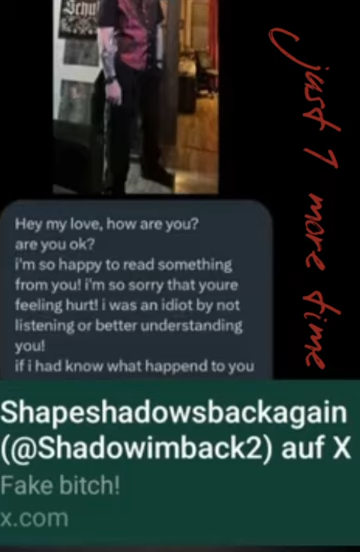 Schul
just 1 more time
Hey my love, how are you?
are you ok?
i'm so happy to read something
from you! i'm so sorry that youre
feeling hurt! i was an idiot by not
listening or better understanding
you!
if i had know what happend to you
Shapeshadowsbackagain
(@Shadowimback2) auf X
Fake bitch!
x.com